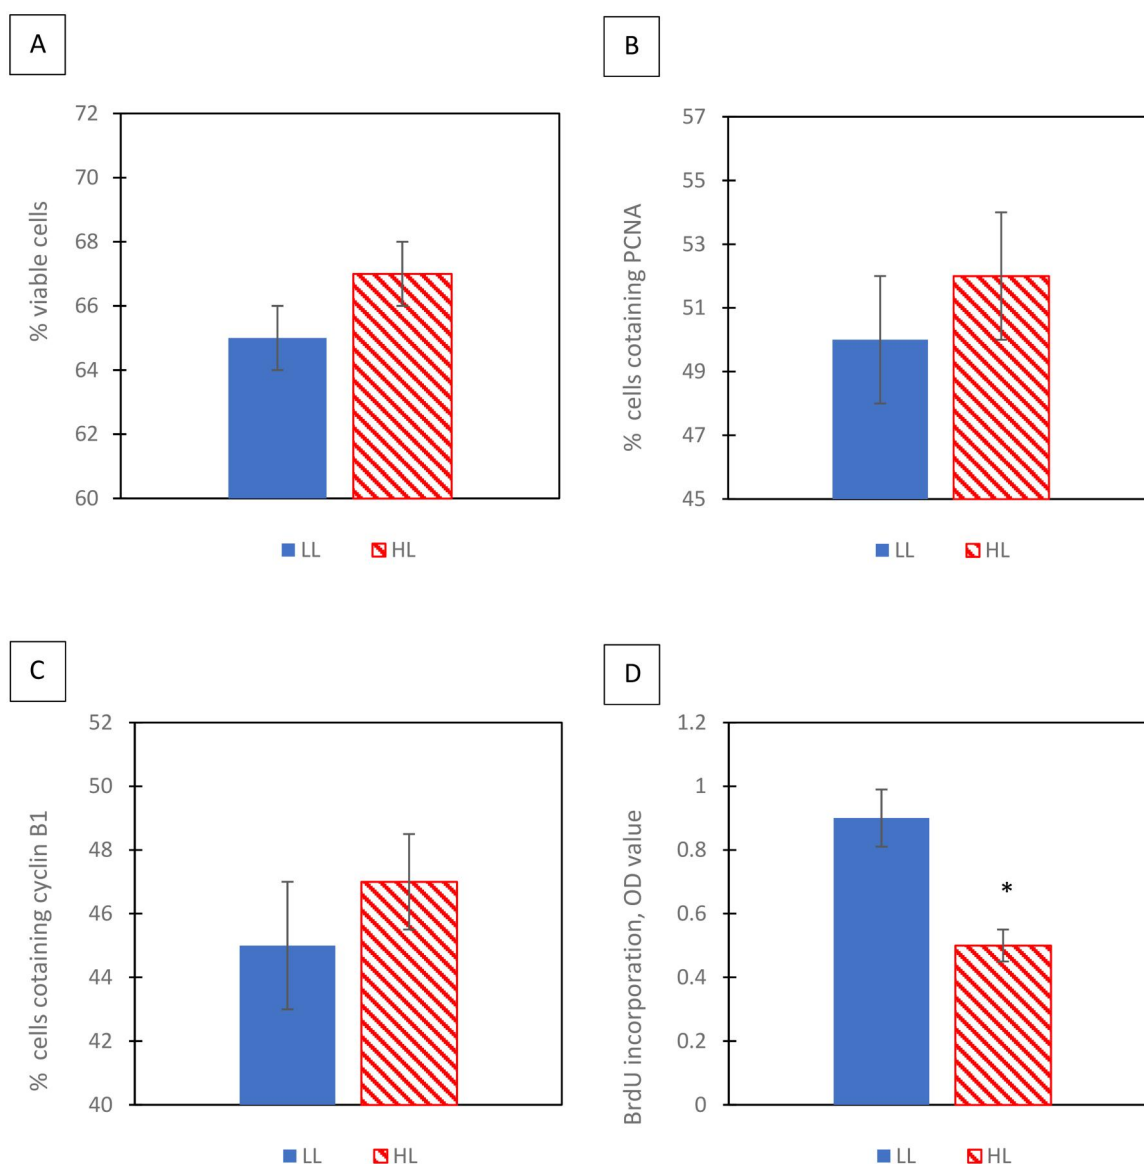 A
% viable cells
72
70
68
66
64
62
60
LL HL
B
% cells cotaining PCNA
57
55
53
51
49
47
45
LL HL
C
% cells cotaining cyclin B1
52
50
48
46
44
42
40
LL HL
D
BrdU incorporation, OD value
1.2
1
0.8
0.6
0.4
0.2
0
*
LL HL